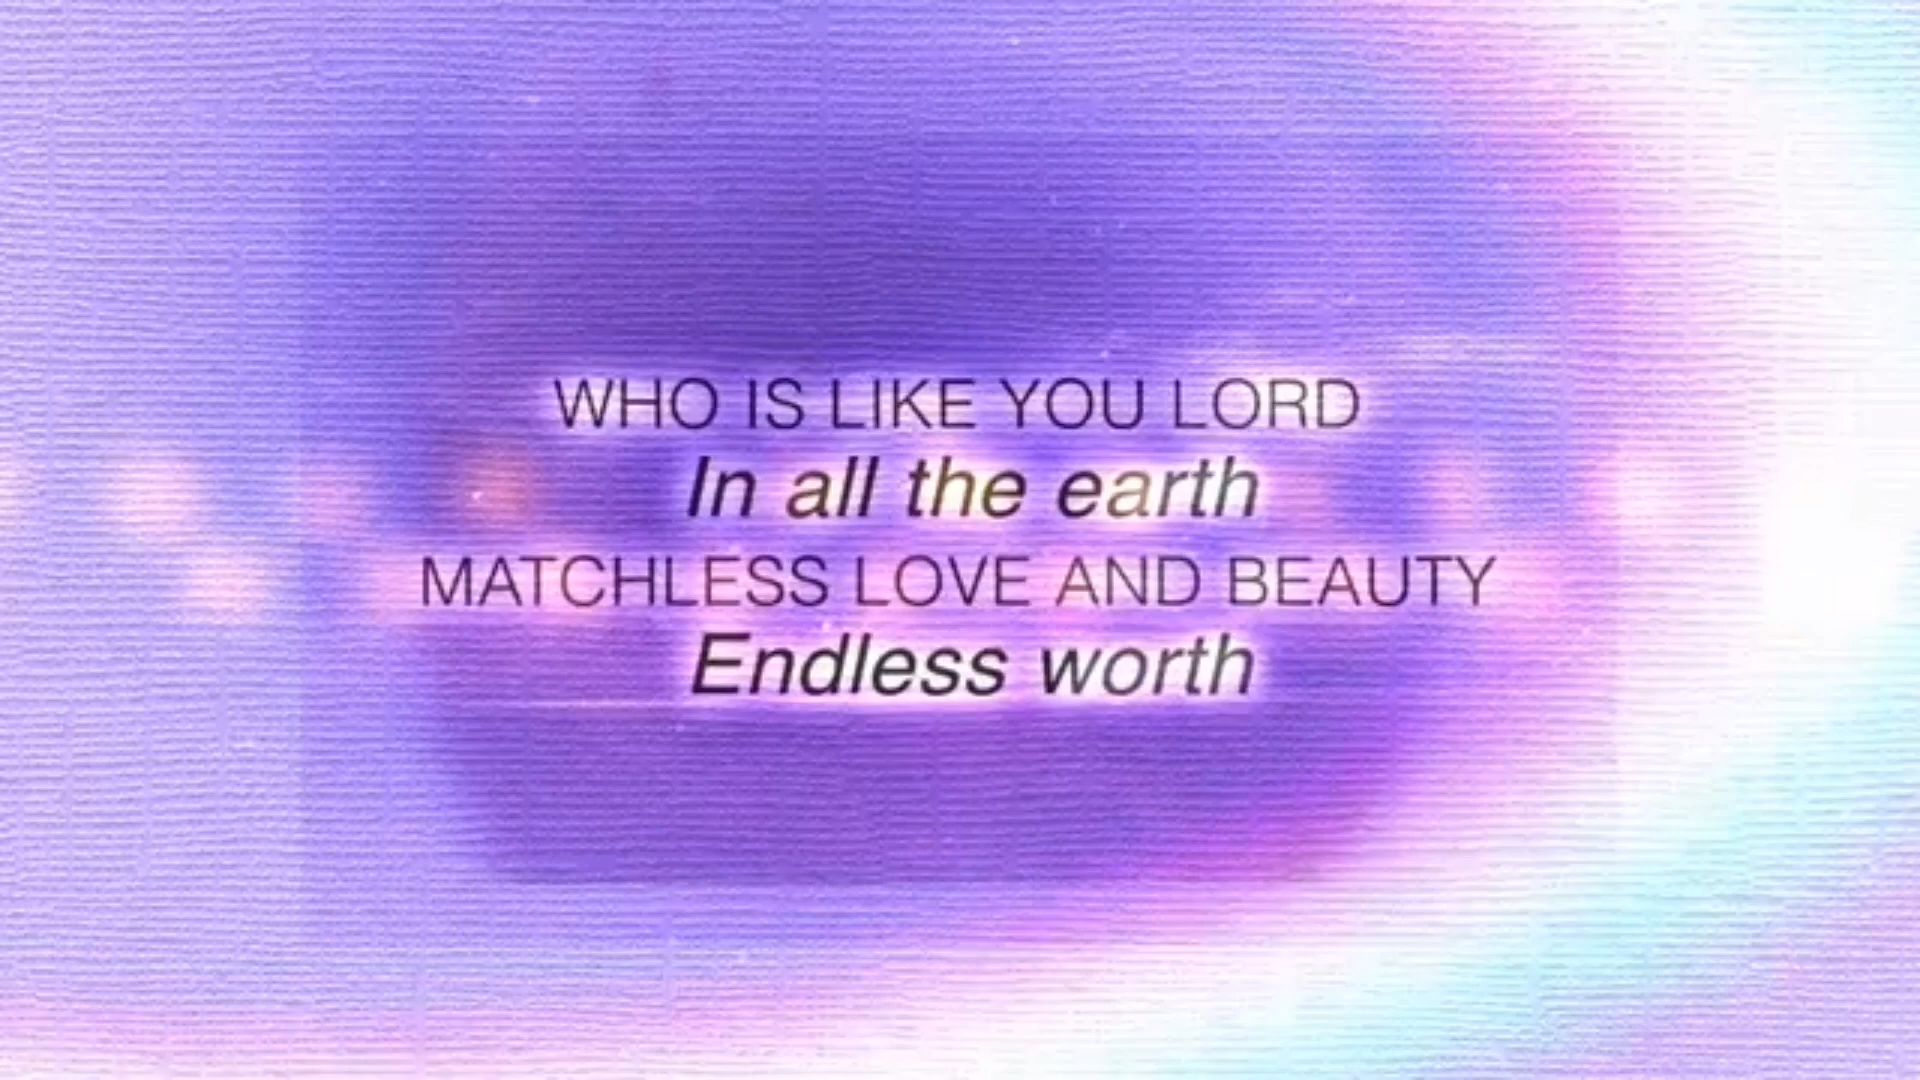 WHO IS LIKE YOU LORD
In all the earth
MATCHLESS LOVE AND BEAUTY
Endless worth